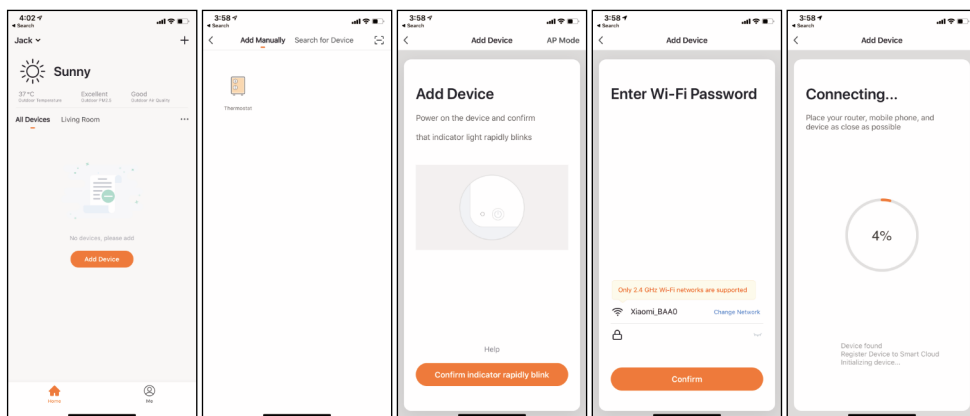 4:02
Search
Jack
Sunny
37°C
Excellent
Good
Outdoor Temperature
Outdoor PM2.5
Outdoor Air Quality
All Devices
Living Room
No devices, please add
Add Device
Home
Me
3:58
Search
Add Manually
Search for Device
Thermostat
3:58
Search
Add Device
AP Mode
Add Device
Power on the device and confirm
that indicator light rapidly blinks
Help
Confirm indicator rapidly blink
3:58
Search
Add Device
Enter Wi-Fi Password
Only 2.4 GHz Wi-Fi networks are supported
Xiaomi_BAA0
Change Network
Confirm
3:58
Search
Add Device
Connecting...
Place your router, mobile phone, and
device as close as possible
4%
Device found
Register Device to Smart Cloud
Initializing device...